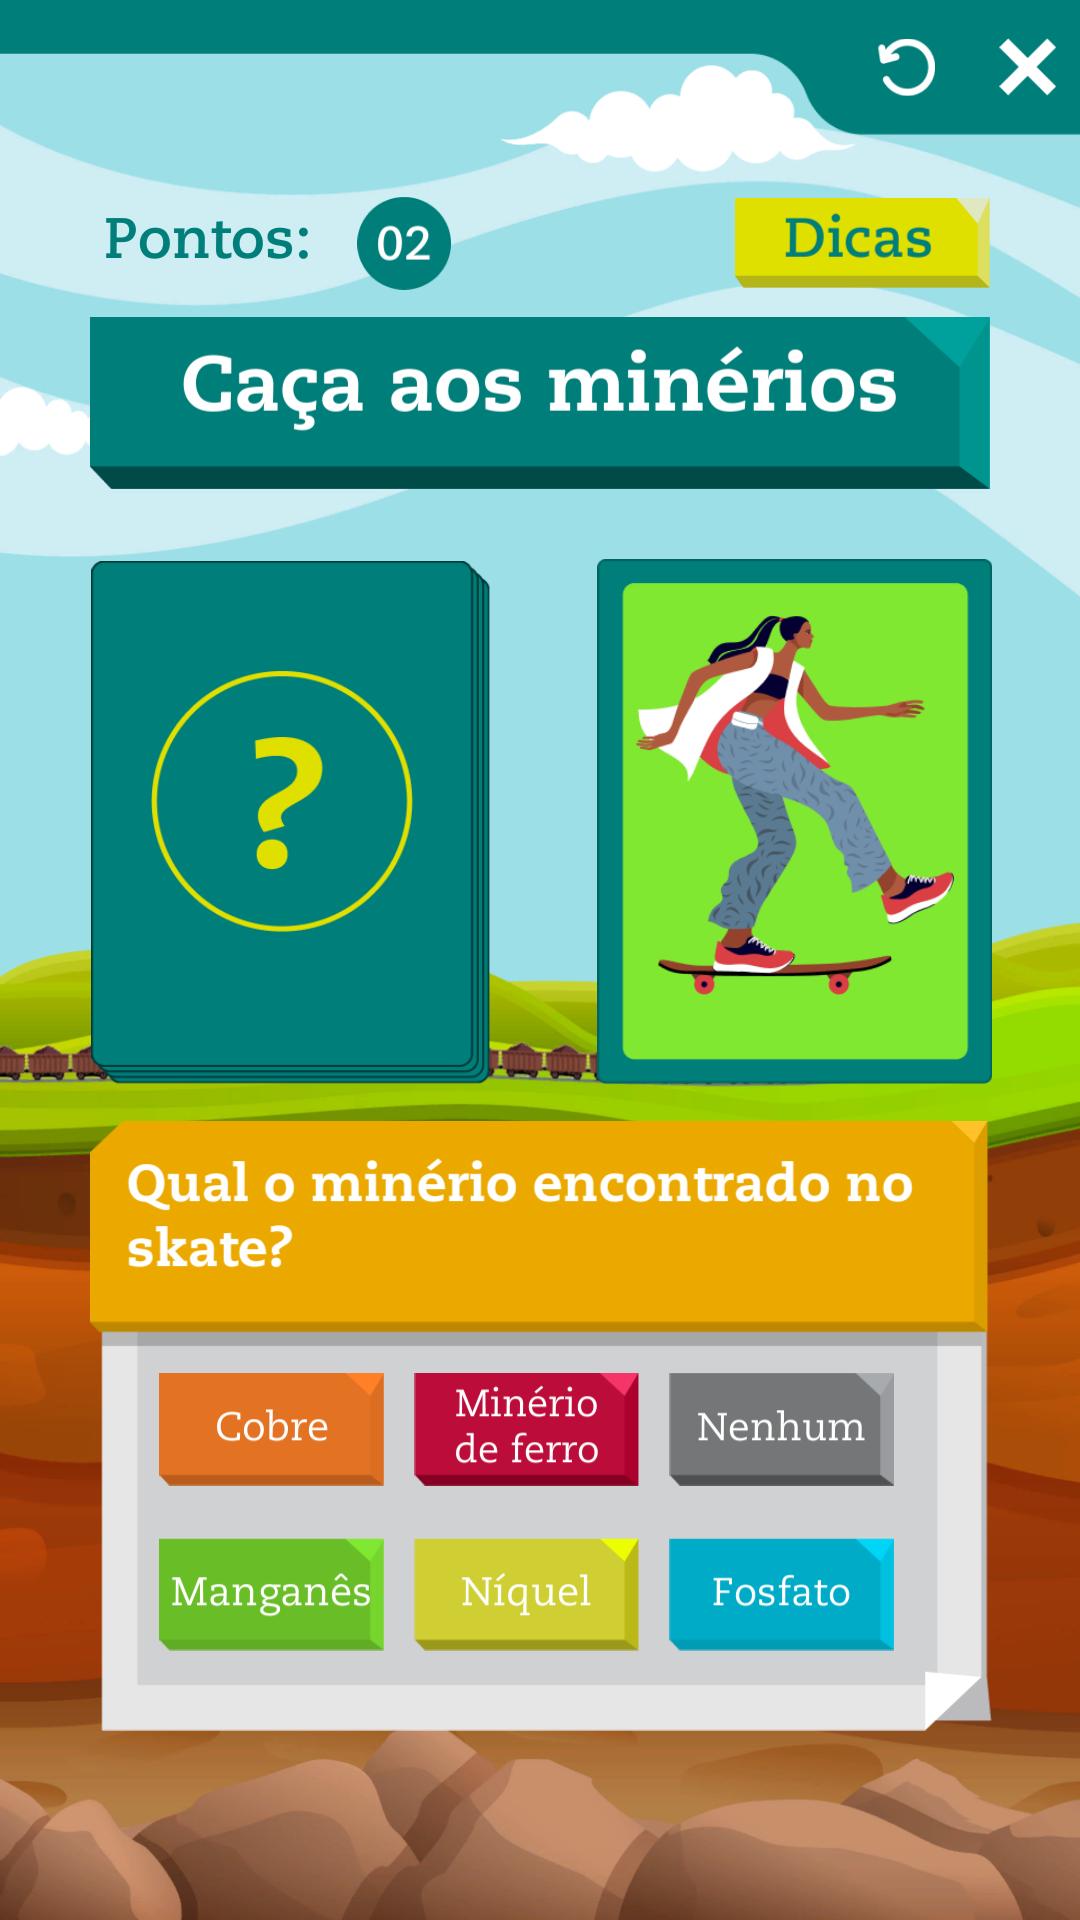 Pontos: 02
Dicas
Caça aos minérios
?
Qual o minério encontrado no
skate?
Cobre
Minério
de ferro
Nenhum
Manganês
Níquel
Fosfato